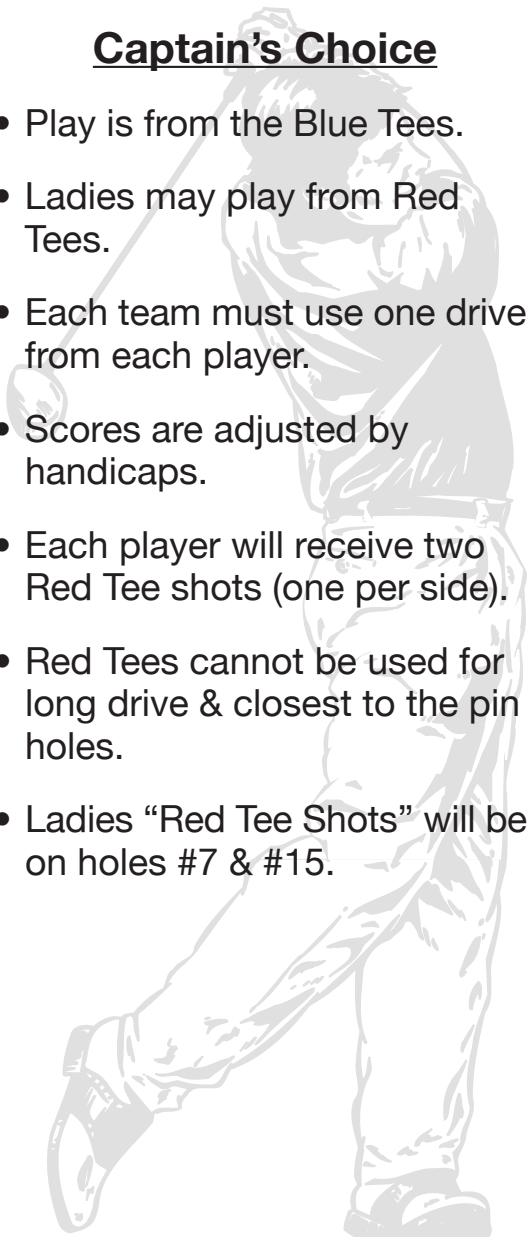 Captain’s Choice
• Play is from the Blue Tees.
• Ladies may play from Red
Tees.
• Each team must use one drive
from each player.
• Scores are adjusted by
handicaps.
• Each player will receive two
Red Tee shots (one per side).
• Red Tees cannot be used for
long drive & closest to the pin
holes.
• Ladies “Red Tee Shots” will be
on holes #7 & #15.